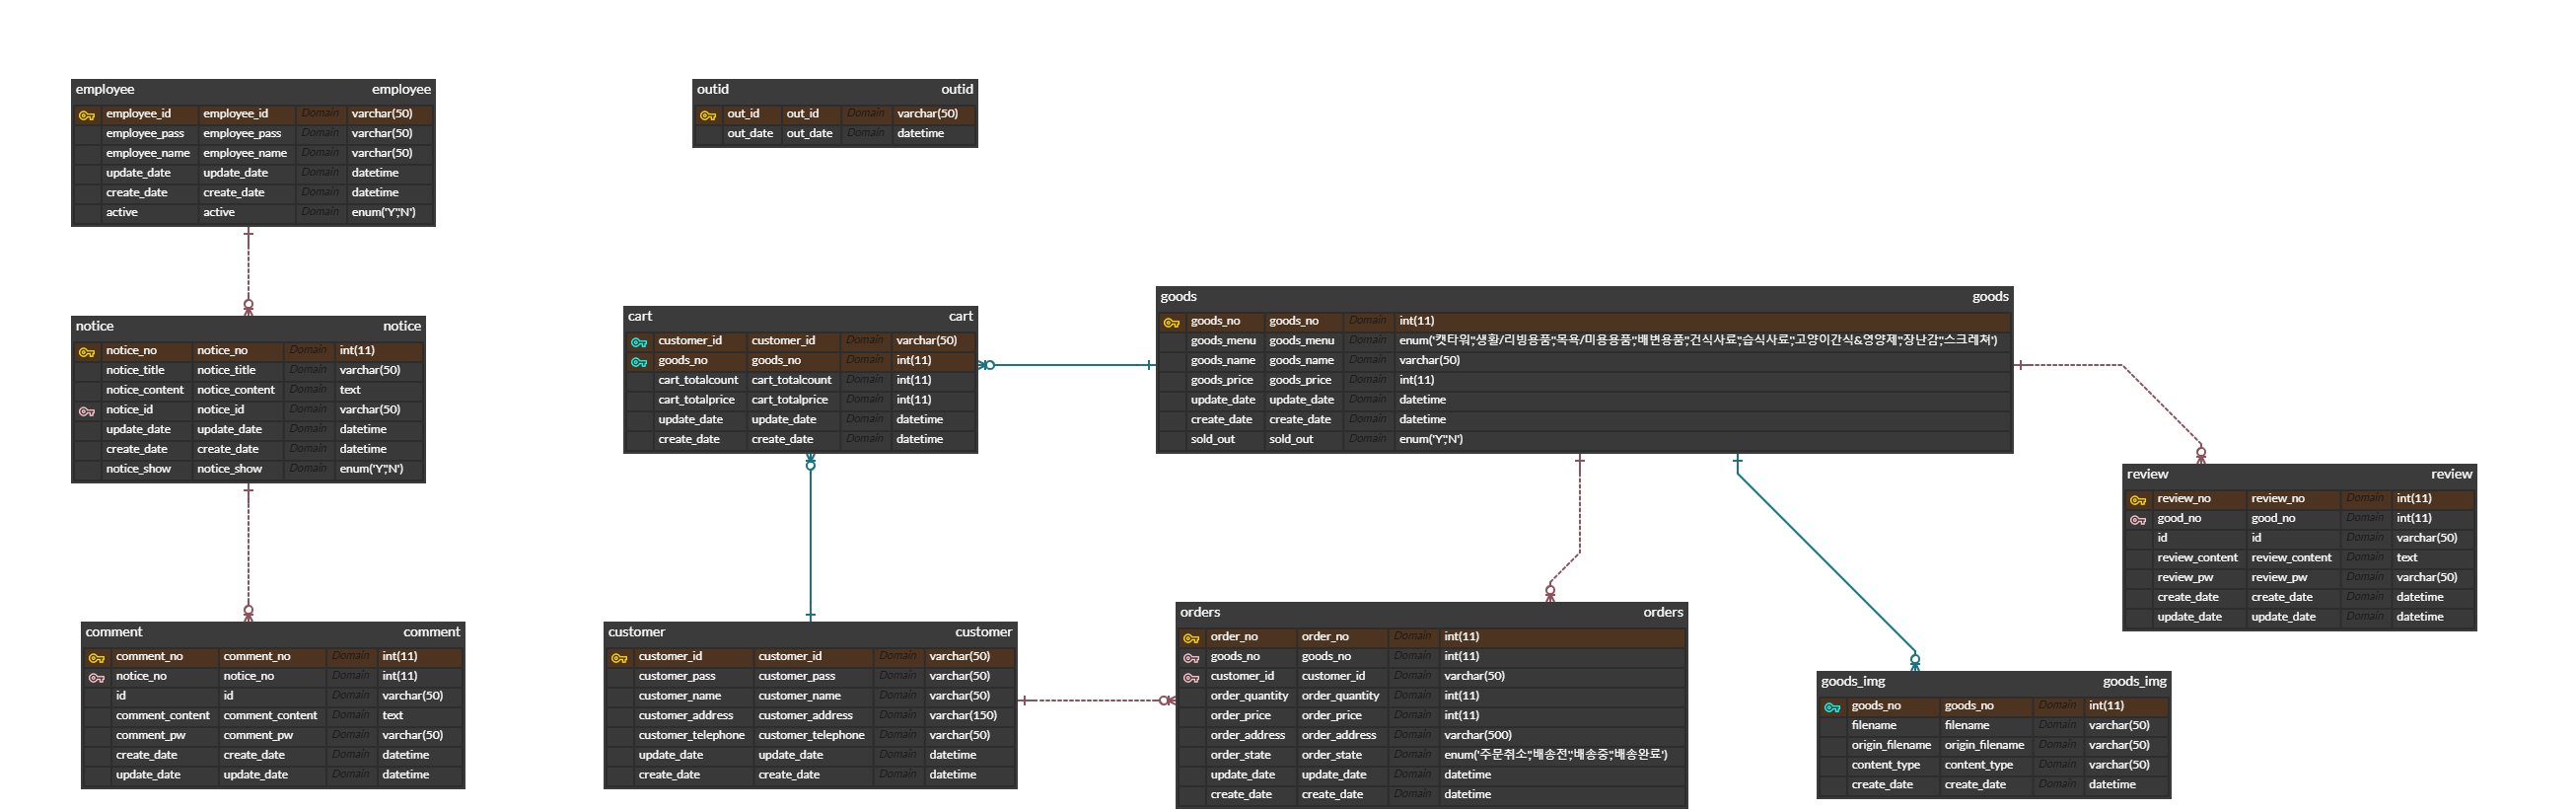 employee employee
employee_id employee_id Domain varchar(50)
employee_pass employee_pass Domain varchar(50)
employee_name employee_name Domain varchar(50)
update_date update_date Domain datetime
create_date create_date Domain datetime
active active Domain enum('Y','N')
outid outid
out_id out_id Domain varchar(50)
out_date out_date Domain datetime
notice notice
notice_no notice_no Domain int(11)
notice_title notice_title Domain varchar(50)
notice_content notice_content Domain text
notice_id notice_id Domain varchar(50)
update_date update_date Domain datetime
create_date create_date Domain datetime
notice_show notice_show Domain enum('Y','N')
cart cart
customer_id customer_id Domain varchar(50)
goods_no goods_no Domain int(11)
cart_totalcount cart_totalcount Domain int(11)
cart_totalprice cart_totalprice Domain int(11)
update_date update_date Domain datetime
create_date create_date Domain datetime
goods goods
goods_no goods_no Domain int(11)
goods_menu goods_menu Domain enum('캣타워','생활/리빙용품','목욕/미용용품','배변용품','건식사료','습식사료','고양이간식&영양제','장난감','스크레쳐')
goods_name goods_name Domain varchar(50)
goods_price goods_price Domain int(11)
update_date update_date Domain datetime
create_date create_date Domain datetime
sold_out sold_out Domain enum('Y','N')
review review
review_no review_no Domain int(11)
good_no good_no Domain int(11)
id id Domain varchar(50)
review_content review_content Domain text
review_pw review_pw Domain varchar(50)
create_date create_date Domain datetime
update_date update_date Domain datetime
comment comment
comment_no comment_no Domain int(11)
notice_no notice_no Domain int(11)
id id Domain varchar(50)
comment_content comment_content Domain text
comment_pw comment_pw Domain varchar(50)
create_date create_date Domain datetime
update_date update_date Domain datetime
customer customer
customer_id customer_id Domain varchar(50)
customer_pass customer_pass Domain varchar(50)
customer_name customer_name Domain varchar(50)
customer_address customer_address Domain varchar(150)
customer_telephone customer_telephone Domain varchar(50)
update_date update_date Domain datetime
create_date create_date Domain datetime
orders orders
order_no order_no Domain int(11)
goods_no goods_no Domain int(11)
customer_id customer_id Domain varchar(50)
order_quantity order_quantity Domain int(11)
order_price order_price Domain int(11)
order_address order_address Domain varchar(500)
order_state order_state Domain enum('주문취소','배송전','배송중','배송완료')
update_date update_date Domain datetime
create_date create_date Domain datetime
goods_img goods_img
goods_no goods_no Domain int(11)
filename filename Domain varchar(50)
origin_filename origin_filename Domain varchar(50)
content_type content_type Domain varchar(50)
create_date create_date Domain datetime